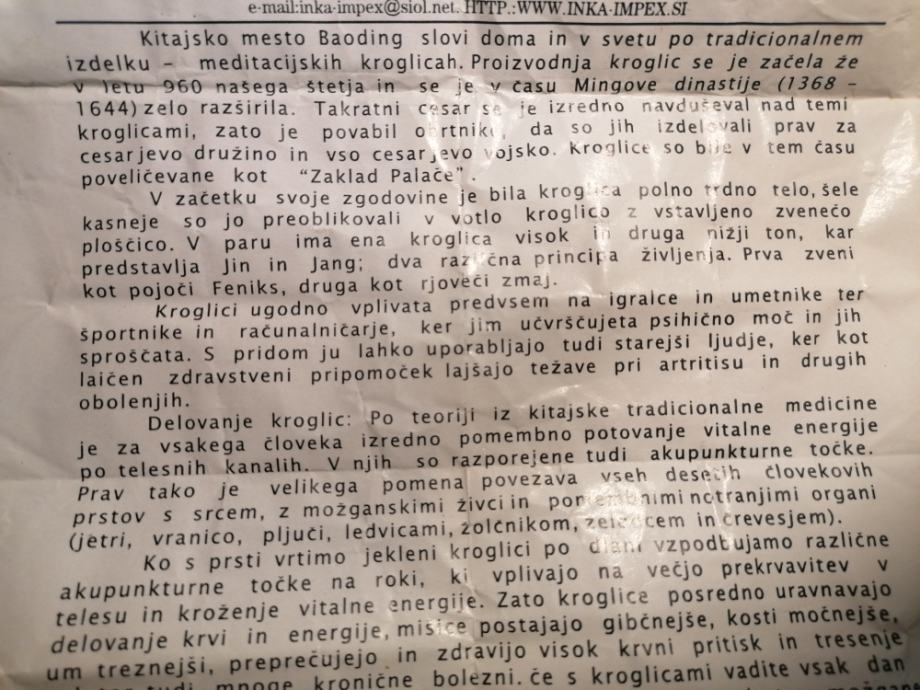 e-mail:inka-impex@siol.net. HTTP.:WWW.INKA-IMPEX.SI
Kitajsko mesto Baoding slovi doma in v svetu po tradicionalnem
izdelku – meditacijskih kroglicah. Proizvodnja kroglic se je začela že
v letu 960 našega štetja in se je v času Mingove dinastije (1368 –
1644) zelo razširila. Takratni cesar se je izredno navduševal nad temi
kroglicami, zato je povabil obrtnike, da so jih izdelovali prav za
cesarjevo družino in vso cesarjevo vojsko. Kroglice so bile v tem času
poveličevane kot "Zaklad Palače".
V začetku svoje zgodovine je bila kroglica polno trdno telo, šele
kasneje so jo preoblikovali v votlo kroglico z vstavljeno zvenečo
ploščico. V paru ima ena kroglica visok in druga nižji ton, kar
predstavlja Jin in Jang; dva različna principa življenja. Prva zveni
kot pojoči Feniks, druga kot rjoveči zmaj.
Kroglici ugodno vplivata predvsem na igralce in umetnike ter
športnike in računalničarje, ker jim učvrščujeta psihično moč in jih
sproščata. S pridom ju lahko uporabljajo tudi starejši ljudje, ker kot
laičen zdravstveni pripomoček lajšajo težave pri artritisu in drugih
obolenjih.
Delovanje kroglic: Po teoriji iz kitajske tradicionalne medicine
je za vsakega človeka izredno pomembno potovanje vitalne energije
po telesnih kanalih. V njih so razporejene tudi akupunkturne točke.
Prav tako je velikega pomena povezava vseh desetih človekovih
prstov s srcem, z možganskimi živci in pomembnimi notranjimi organi
(jetri, vranico, pljuči, ledvicami, žolčnikom, želodcem in črevesjem).
Ko s prsti vrtimo jekleni kroglici po dlani vzpodbujamo različne
akupunkturne točke na roki, ki vplivajo na večjo prekrvavitev v
telesu in kroženje vitalne energije. Zato kroglice posredno uravnavajo
delovanje krvi in energije, mišice postajajo gibčnejše, kosti močnejše,
um treznejši, preprečujejo in zdravijo visok krvni pritisk in tresenje
tudi mnoge kronične bolezni. če s kroglicami vadite vsak dan